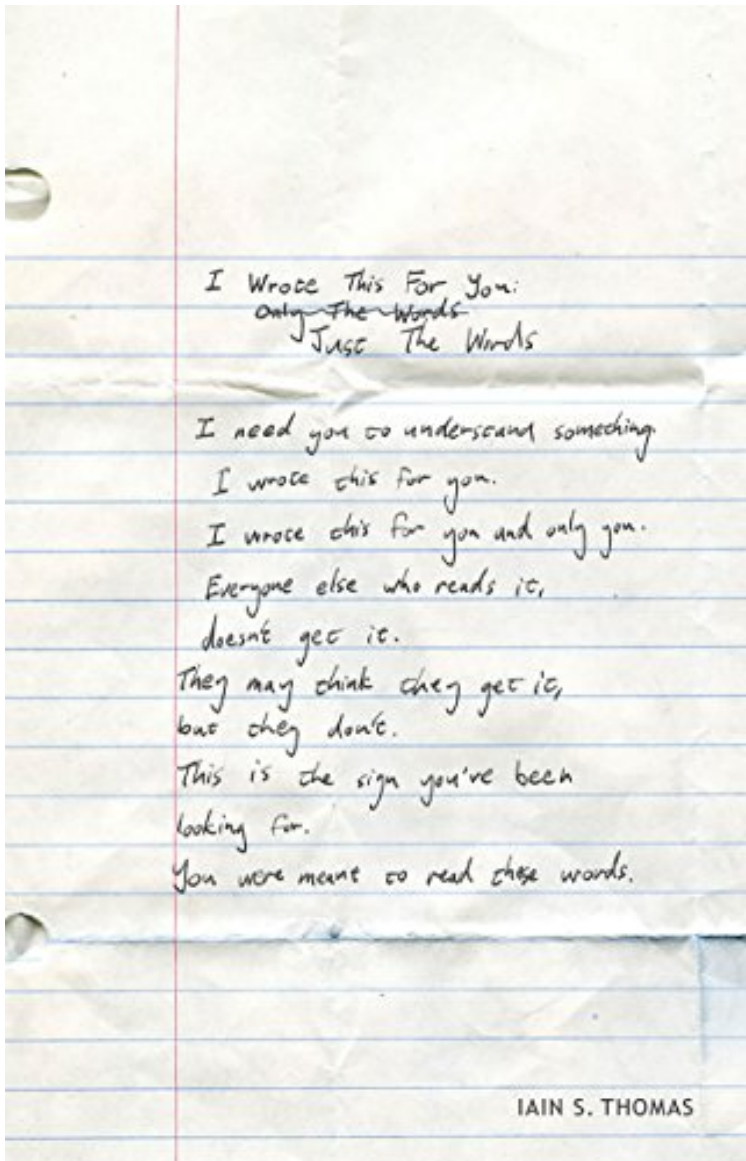 I Wrote This For You:
Only The Words
Just The Words
I need you to understand something.
I wrote this for you.
I wrote this for you and only you.
Everyone else who reads it,
doesn't get it.
They may think they get it,
but they don't.
This is the sign you've been
looking for.
You were meant to read these words.
IAIN S. THOMAS